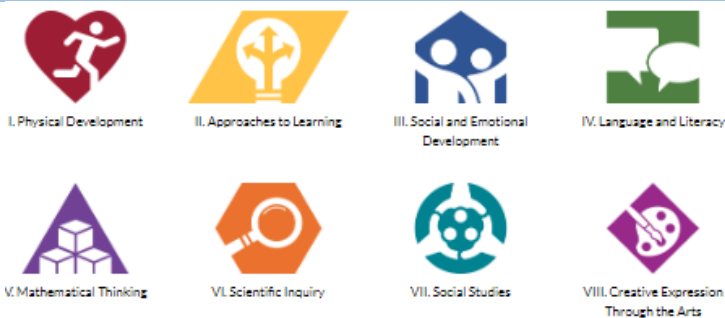 I. Physical Development
II. Approaches to Learning
III. Social and Emotional
Development
IV. Language and Literacy
V. Mathematical Thinking
VI. Scientific Inquiry
VII. Social Studies
VIII. Creative Expression
Through the Arts